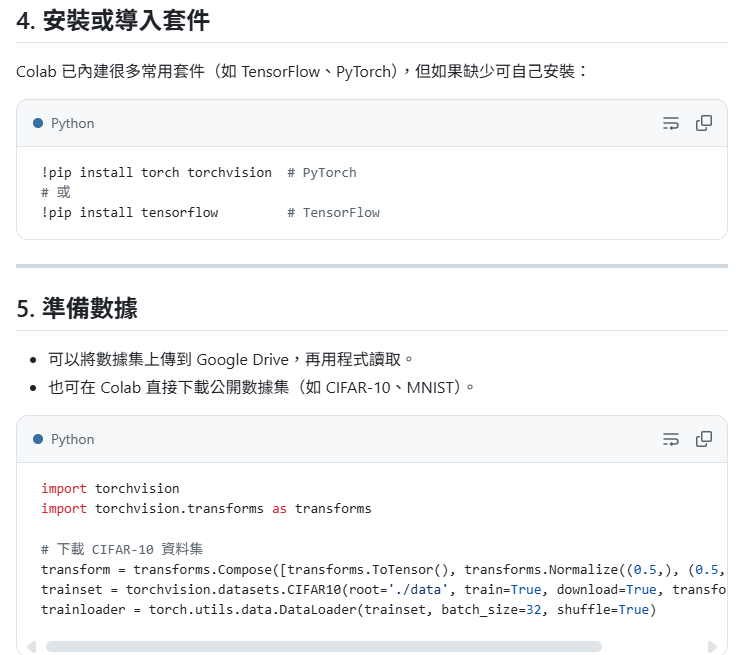 4. 安裝或導入套件
Colab 已內建很多常用套件（如 TensorFlow、PyTorch），但如果缺少可自己安裝：
Python
!pip install torch torchvision  # PyTorch
# 或
!pip install tensorflow         # TensorFlow
5. 準備數據
可以將數據集上傳到 Google Drive，再用程式讀取。
也可在 Colab 直接下載公開數據集（如 CIFAR-10、MNIST）。
Python
import torchvision
import torchvision.transforms as transforms
# 下載 CIFAR-10 資料集
transform = transforms.Compose([transforms.ToTensor(), transforms.Normalize((0.5,), (0.5,
trainset = torchvision.datasets.CIFAR10(root='./data', train=True, download=True, transfo
trainloader = torch.utils.data.DataLoader(trainset, batch_size=32, shuffle=True)